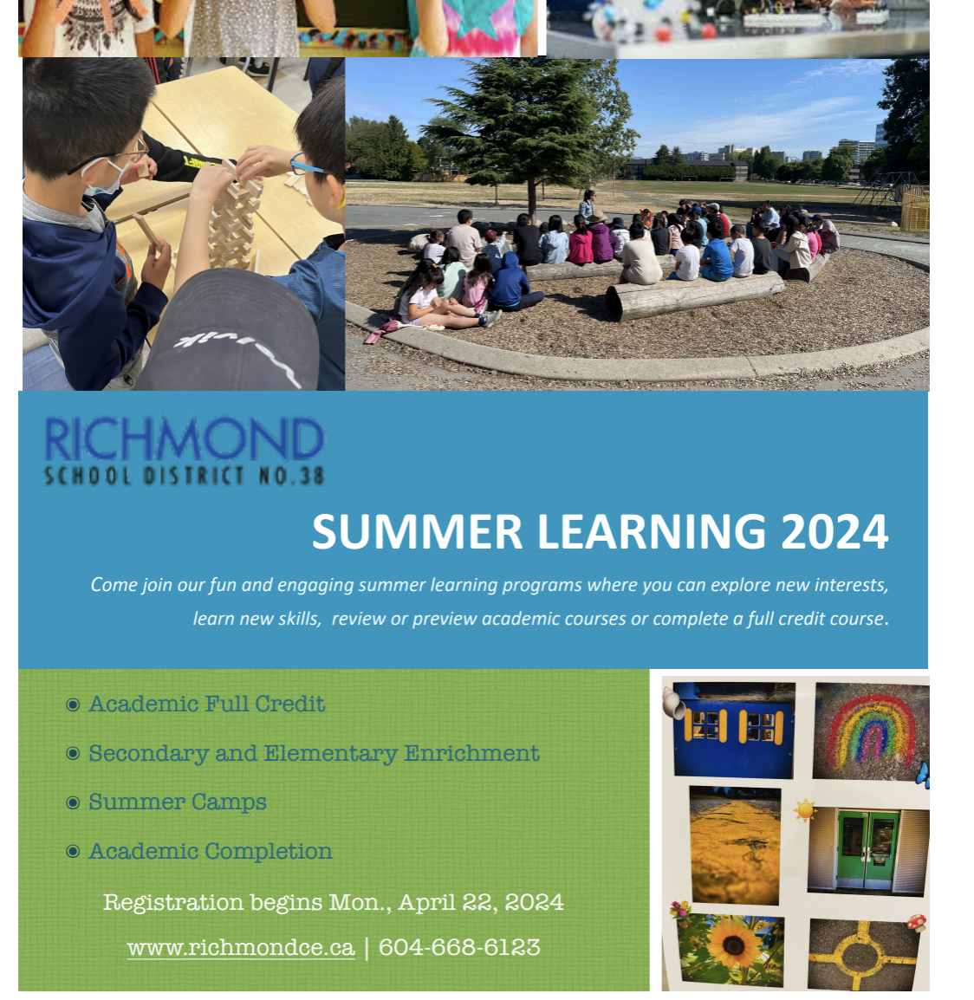 RICHMOND
SCHOOL DISTRICT NO.38
SUMMER LEARNING 2024
Come join our fun and engaging summer learning programs where you can explore new interests,
learn new skills, review or preview academic courses or complete a full credit course.
Academic Full Credit
Secondary and Elementary Enrichment
Summer Camps
Academic Completion
Registration begins Mon., April 22, 2024
www.richmondce.ca | 604-668-6123